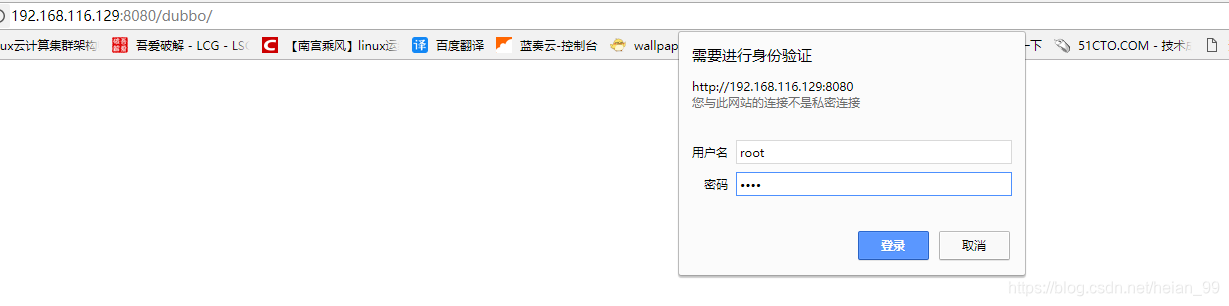 192.168.116.129:8080/dubbo/
ux云计算集群架构 吾爱破解 - LCG - LS 【南宫乘风】linux运 百度翻译 蓝奏云-控制台 wallpap 一下 51CTO.COM - 技术成
需要进行身份验证
http://192.168.116.129:8080
您与此网站的连接不是私密连接
用户名 root
密码 ••••
登录 取消
https://blog.csdn.net/heian_99